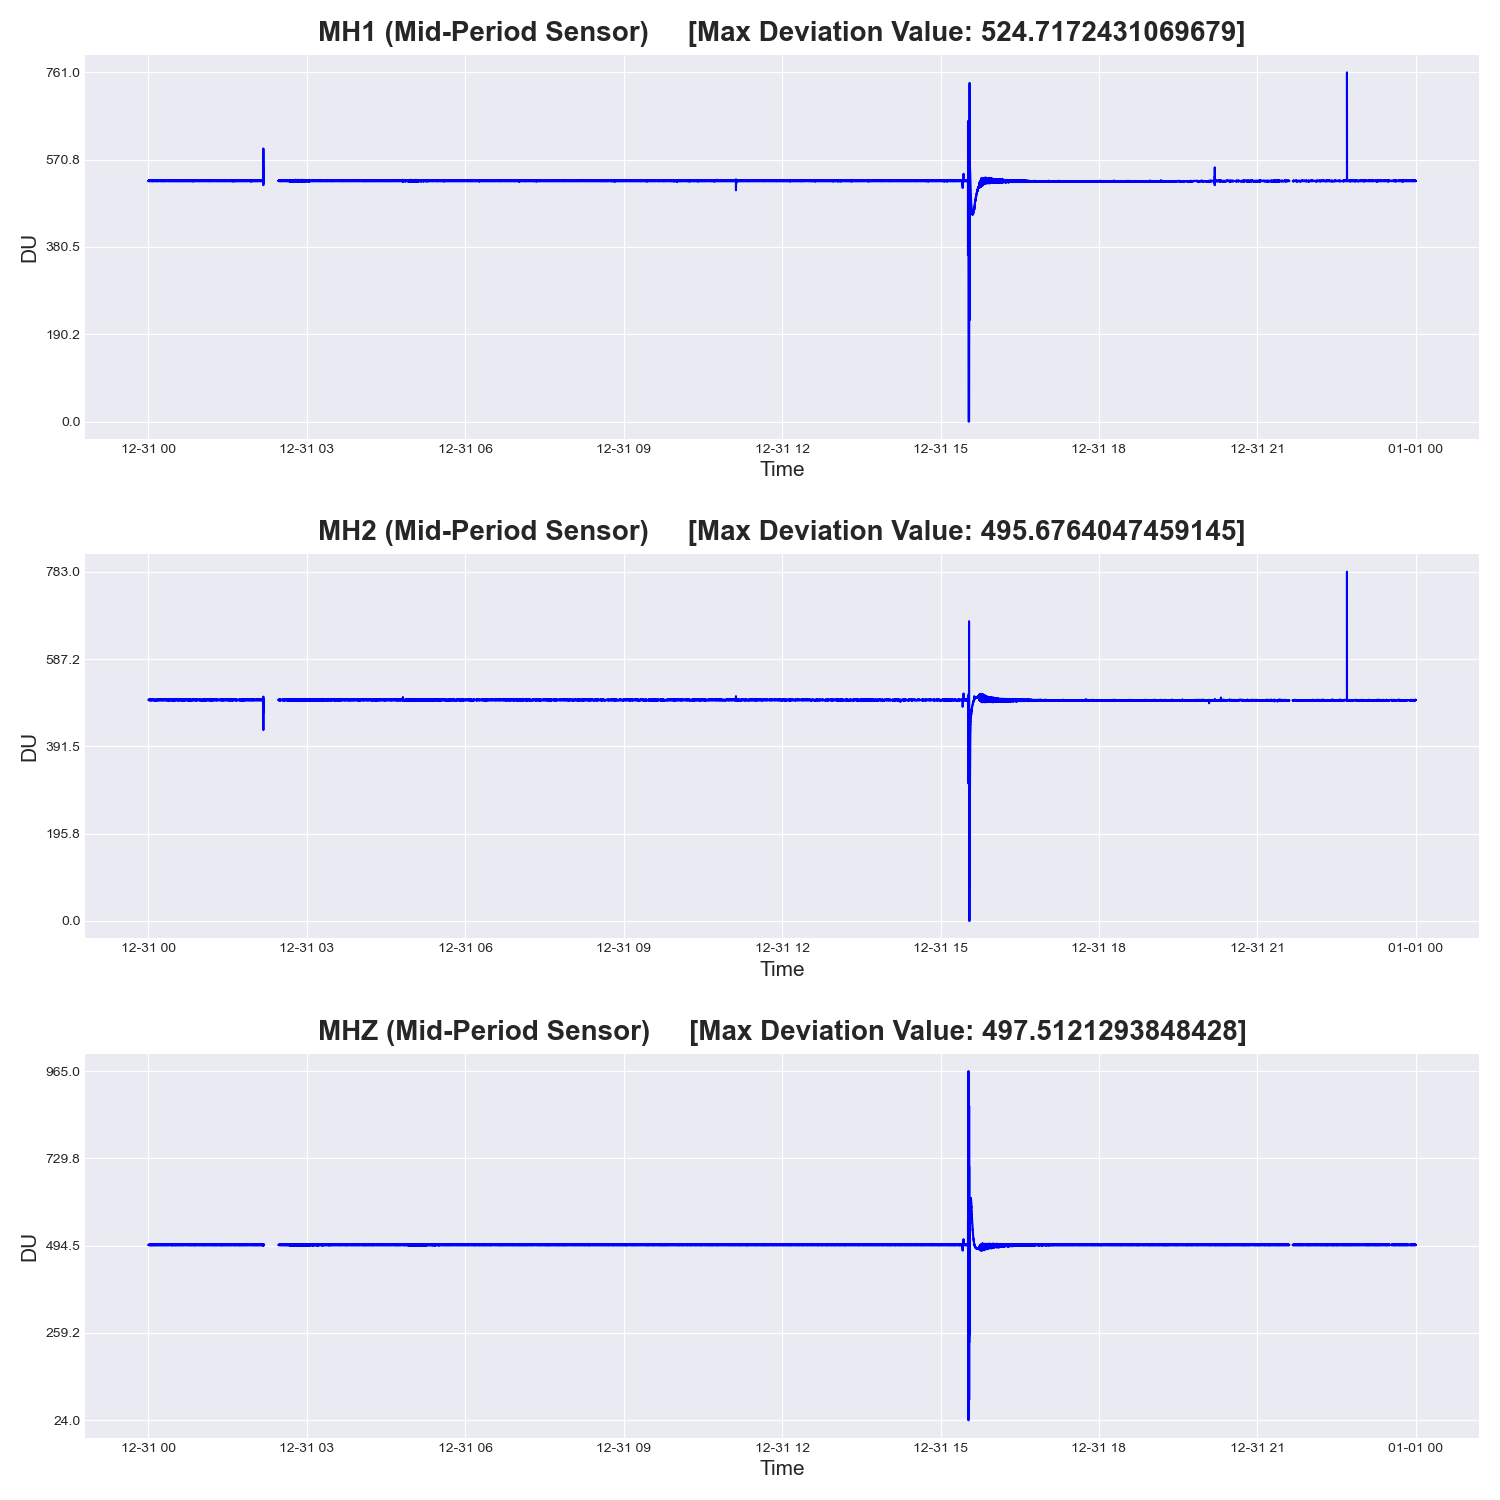 MH1 (Mid-Period Sensor) [Max Deviation Value: 524.7172431069679]
761.0
570.8
380.5
190.2
0.0
DU
12-31 00 12-31 03 12-31 06 12-31 09 12-31 12 12-31 15 12-31 18 12-31 21 01-01 00
Time
MH2 (Mid-Period Sensor) [Max Deviation Value: 495.6764047459145]
783.0
587.2
391.5
195.8
0.0
DU
12-31 00 12-31 03 12-31 06 12-31 09 12-31 12 12-31 15 12-31 18 12-31 21 01-01 00
Time
MHZ (Mid-Period Sensor) [Max Deviation Value: 497.5121293848428]
965.0
729.8
494.5
259.2
24.0
DU
12-31 00 12-31 03 12-31 06 12-31 09 12-31 12 12-31 15 12-31 18 12-31 21 01-01 00
Time